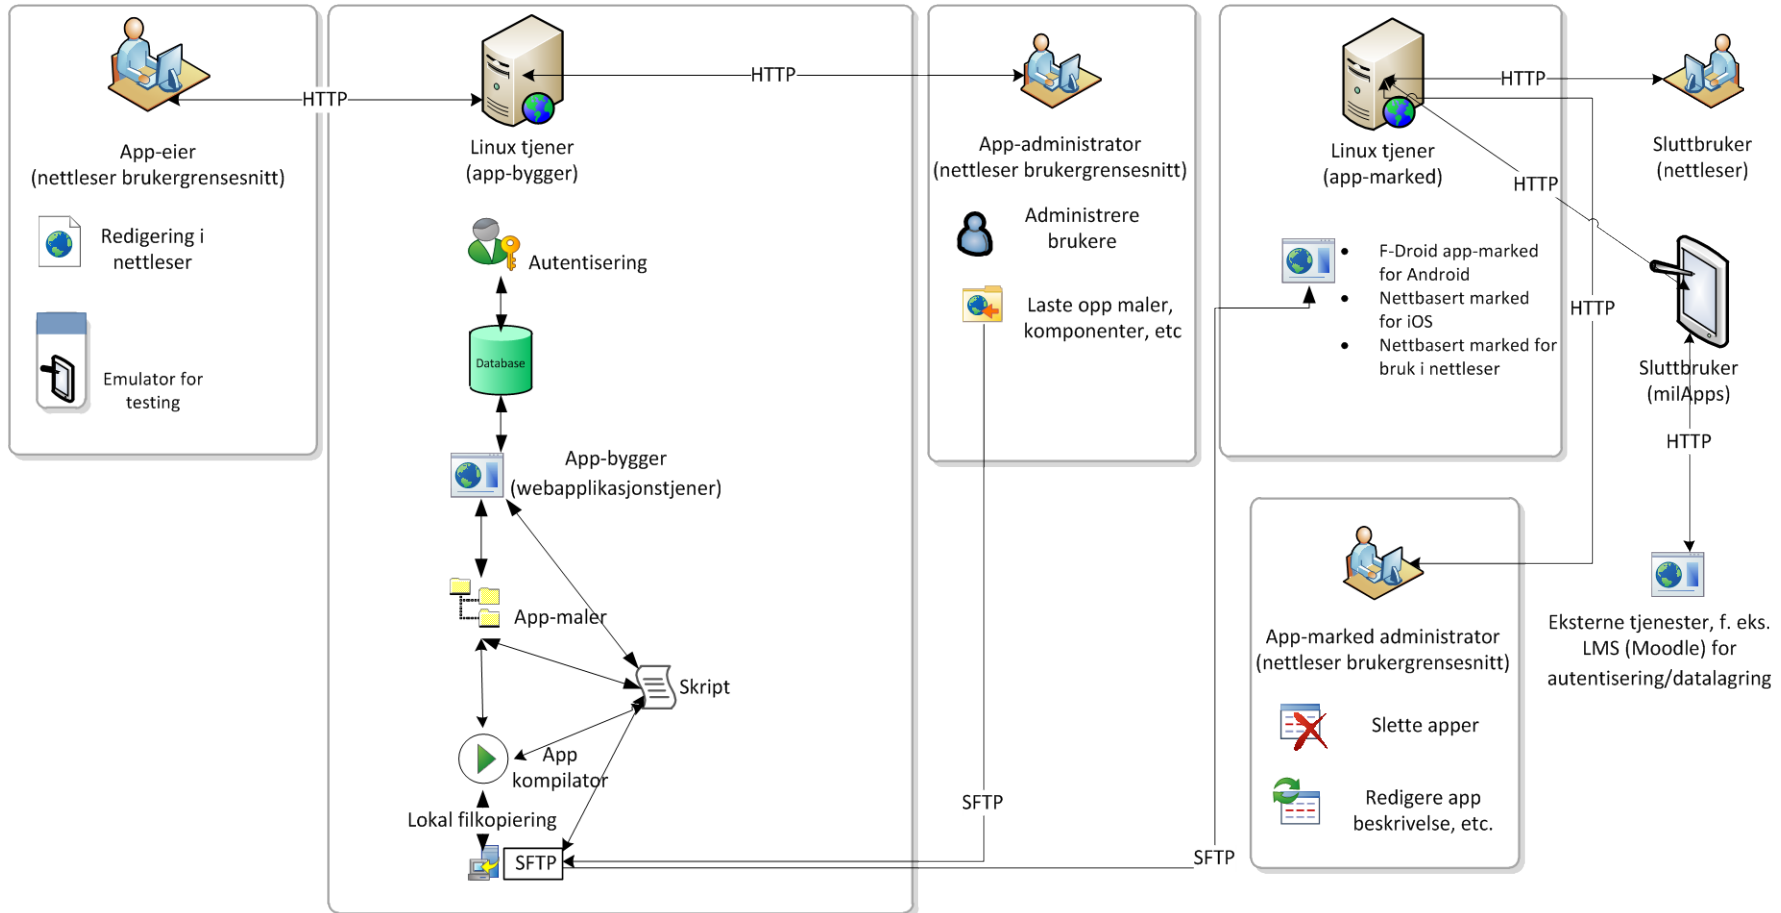 HTTP
App-eier
(nettleser brukergrensesnitt)
Redigering i
nettleser
Emulator for
testing
Linux tjener
(app-bygger)
Autentisering
Database
App-bygger
(webapplikasjonstjener)
App-maler
Skript
App
kompilator
Lokal filkopiering
SFTP
HTTP
App-administrator
(nettleser brukergrensesnitt)
Administrere
brukere
Laste opp maler,
komponenter, etc
SFTP
SFTP
Linux tjener
(app-marked)
• F-Droid app-marked
for Android
• Nettbasert marked
for iOS
• Nettbasert marked for
bruk i nettleser
HTTP
HTTP
HTTP
Sluttbruker
(nettleser)
Sluttbruker
(milApps)
HTTP
Eksterne tjenester, f. eks.
LMS (Moodle) for
autentisering/datalagring
App-marked administrator
(nettleser brukergrensesnitt)
Slette apper
Redigere app
beskrivelse, etc.